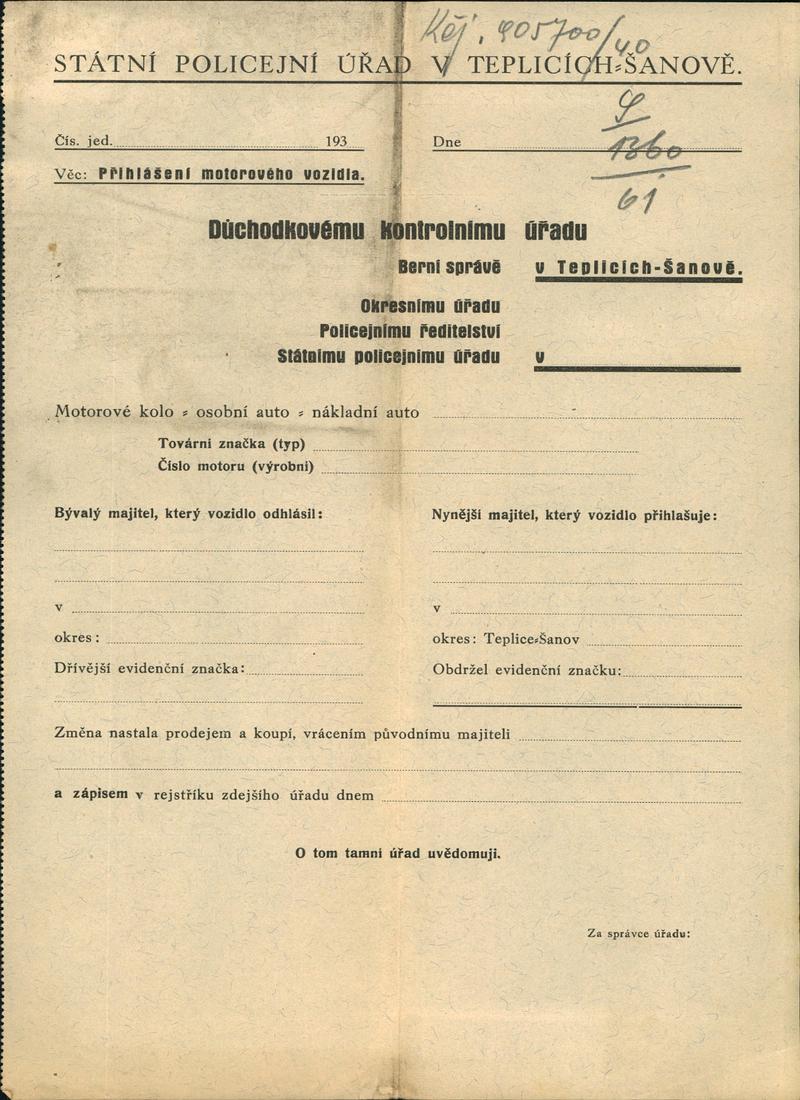 905700/40
STÁTNÍ POLICEJNÍ ÚŘAD V TEPLICÍCH-ŠANOVĚ.
9
Čís. jed. 193 Dne
1360
Věc: Přihlášení motorového vozidla.
61
Důchodkovému kontrolnímu úřadu
Berní správě v Teplicích-Šanově.
Okresnímu úřadu
Policejnímu ředitelství
Státnímu policejnímu úřadu v
Motorové kolo - osobní auto - nákladní auto
Tovární značka (typ)
Číslo motoru (výrobní)
Bývalý majitel, který vozidlo odhlásil: Nynější majitel, který vozidlo přihlašuje:
v v
okres: okres: Teplice-Šanov
Dřívější evidenční značka: Obdržel evidenční značku:
Změna nastala prodejem a koupí, vrácením původnímu majiteli
a zápisem v rejstříku zdejšího úřadu dnem
O tom tamní úřad uvědomuji.
Za správce úřadu: